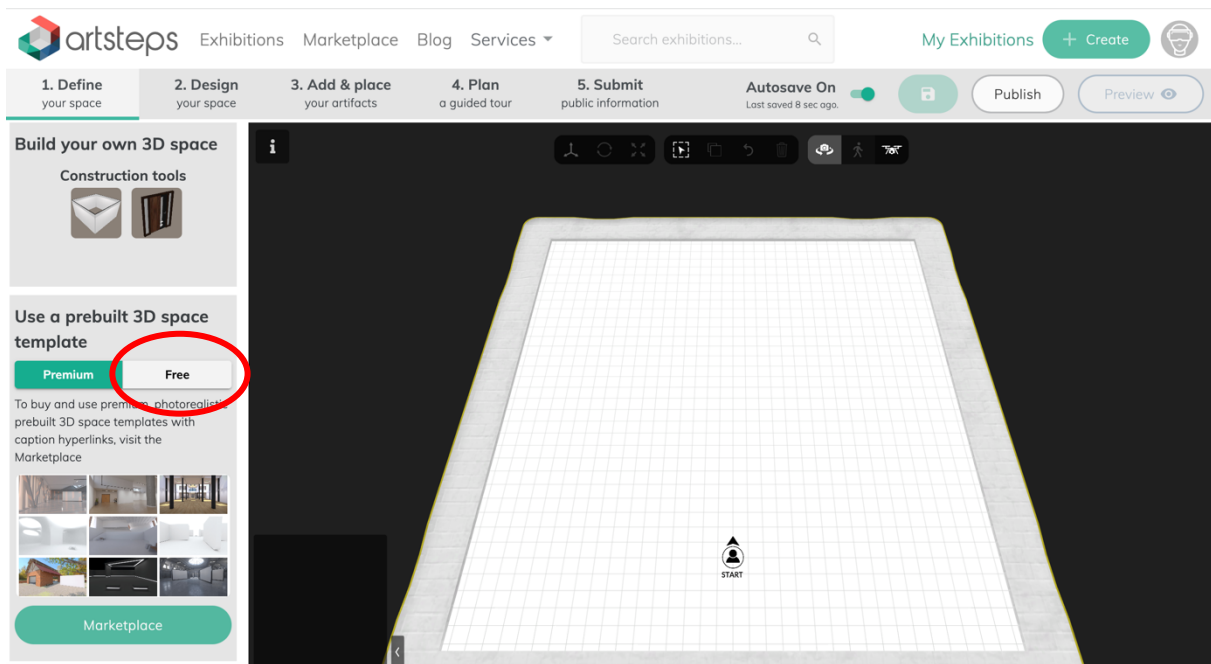 artsteps Exhibitions Marketplace Blog Services Search exhibitions... My Exhibitions + Create
1. Define
your space
2. Design
your space
3. Add & place
your artifacts
4. Plan
a guided tour
5. Submit
public information
Autosave On
Last saved 8 sec ago.
Publish
Preview
Build your own 3D space
Construction tools
i
Use a prebuilt 3D space
template
Premium Free
To buy and use premium, photorealistic
prebuilt 3D space templates with
caption hyperlinks, visit the
Marketplace
Marketplace
START